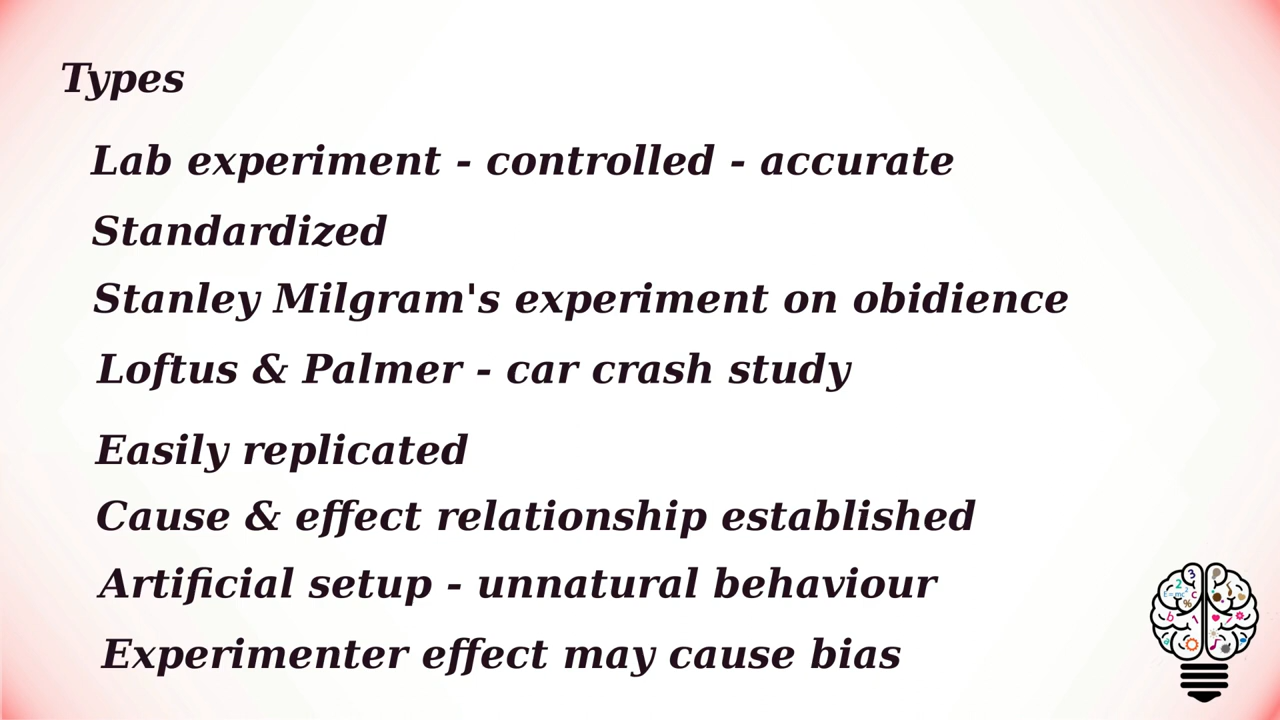 Types
Lab experiment - controlled - accurate
Standardized
Stanley Milgram's experiment on obidience
Loftus & Palmer - car crash study
Easily replicated
Cause & effect relationship established
Artificial setup - unnatural behaviour
Experimenter effect may cause bias